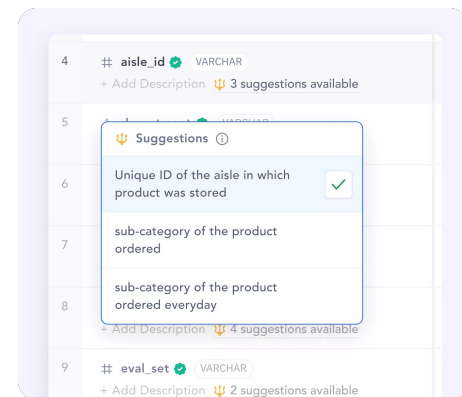 4 # aisle_id VARCHAR
+ Add Description 3 suggestions available
5
Suggestions
Unique ID of the aisle in which
product was stored
6
sub-category of the product
ordered
7
sub-category of the product
ordered everyday
8
+ Add Description 4 suggestions available
9 # eval_set VARCHAR
+ Add Description 2 suggestions available